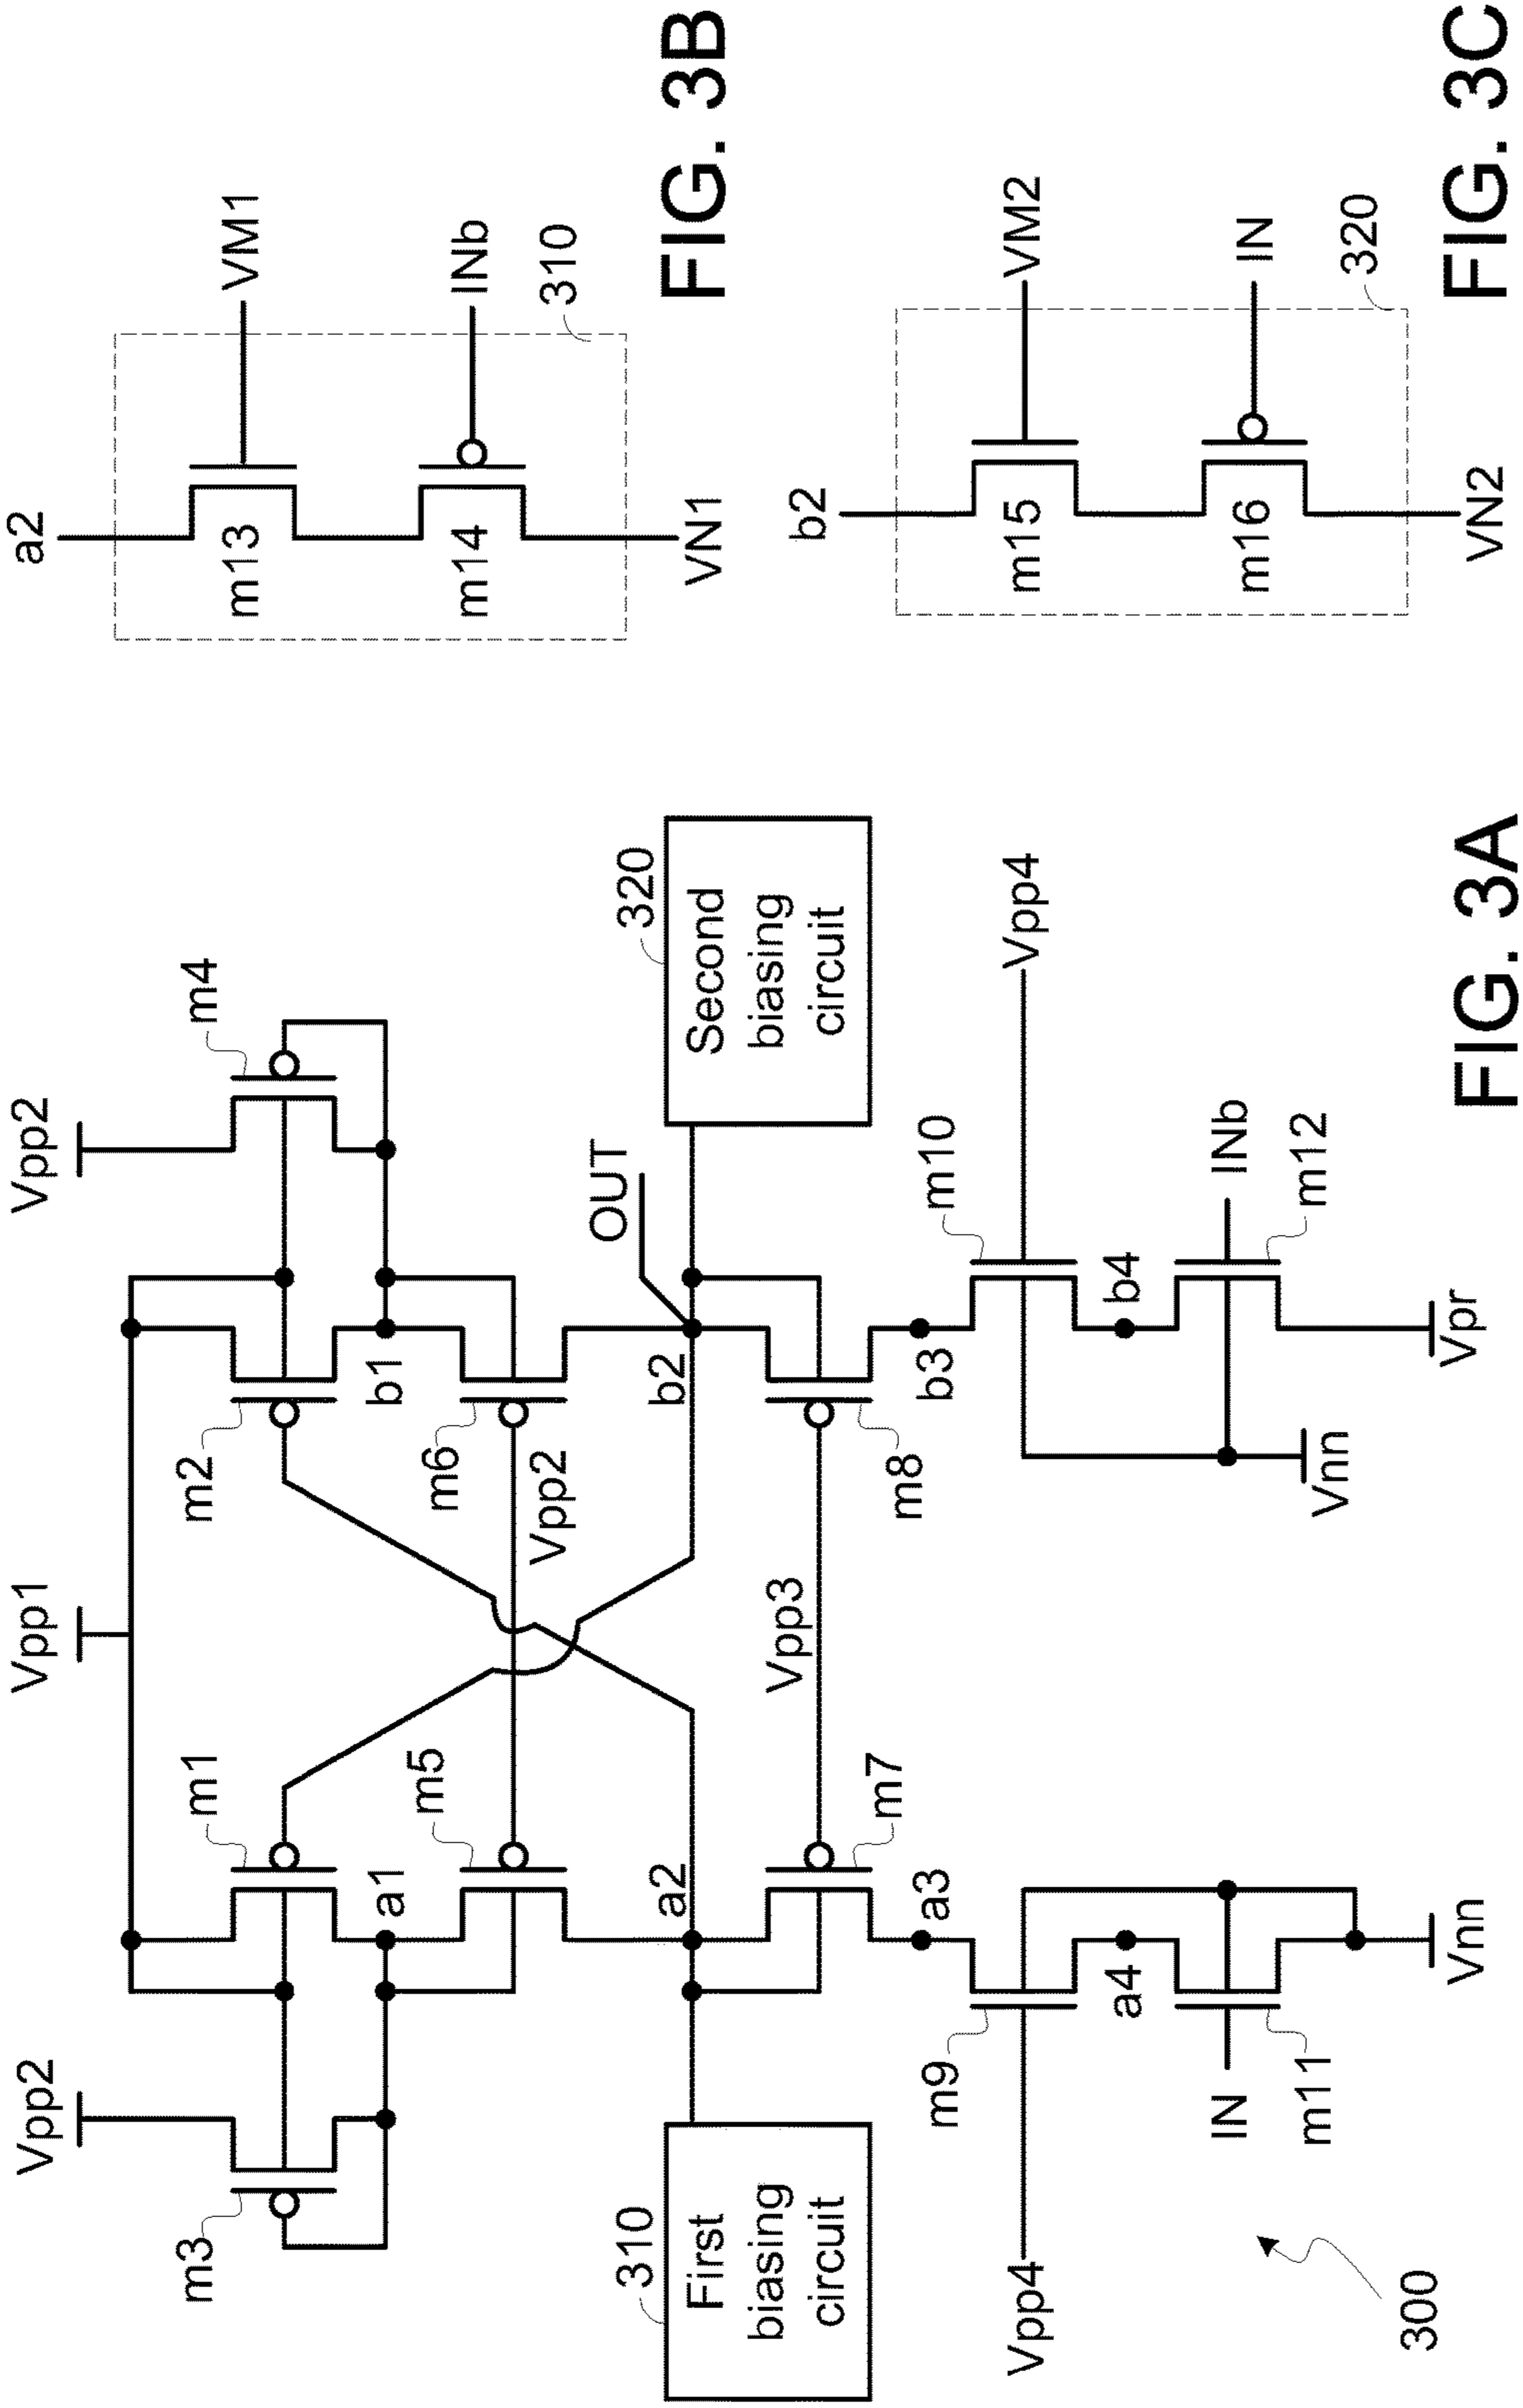 Vpp1
Vpp2
Vpp2
m3
m1
m2
m4
a1
b1
m5
m6
Vpp2
OUT
310
First
biasing
circuit
a2
b2
320
Second
biasing
circuit
Vpp3
m7
m8
a3
b3
m9
m10
Vpp4
Vpp4
a4
b4
IN
INb
m11
m12
Vnn
Vnn
Vpr
300
FIG. 3A
a2
m13
VM1
m14
INb
310
VN1
FIG. 3B
b2
m15
VM2
m16
IN
320
VN2
FIG. 3C